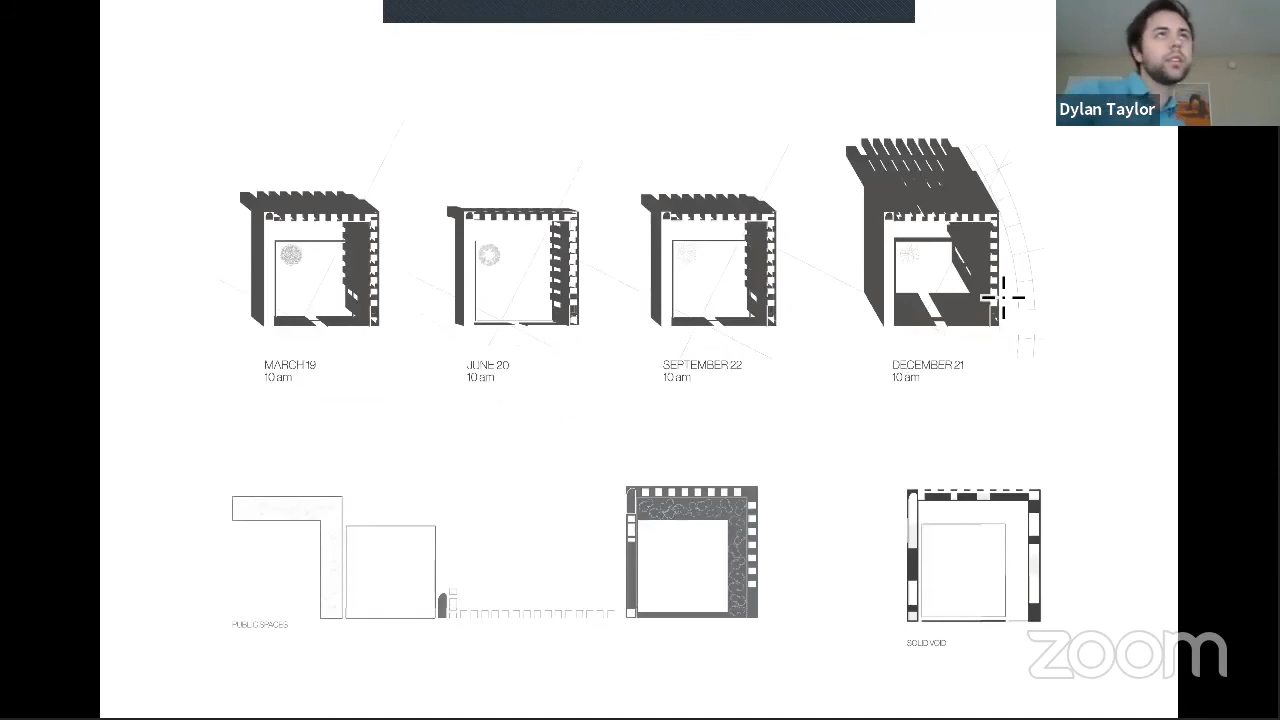 Dylan Taylor
MARCH 19
10 am
JUNE 20
10 am
SEPTEMBER 22
10 am
DECEMBER 21
10 am
PUBLIC SPACES
SOLID VOID
zoom